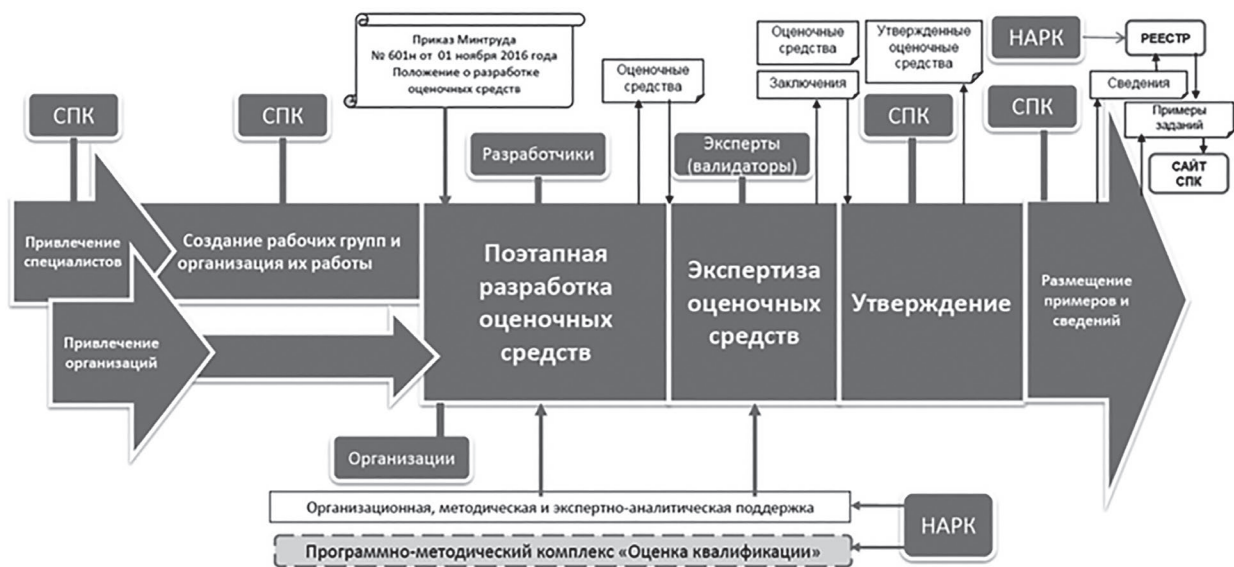 Приказ Минтруда
№ 601н от 01 ноября 2016 года
Положение о разработке
оценочных средств
Оценочные
средства
Оценочные
средства
Заключения
Утвержденные
оценочные
средства
НАРК
РЕЕСТР
Сведения
Примеры
заданий
САЙТ
СПК
СПК
СПК
Разработчики
Эксперты
(валидаторы)
СПК
СПК
Привлечение
специалистов
Создание рабочих групп и
организация их работы
Привлечение
организаций
Поэтапная
разработка
оценочных
средств
Экспертиза
оценочных
средств
Утверждение
Размещение
примеров и
сведений
Организации
Организационная, методическая и экспертно-аналитическая поддержка
Программно-методический комплекс «Оценка квалификации»
НАРК